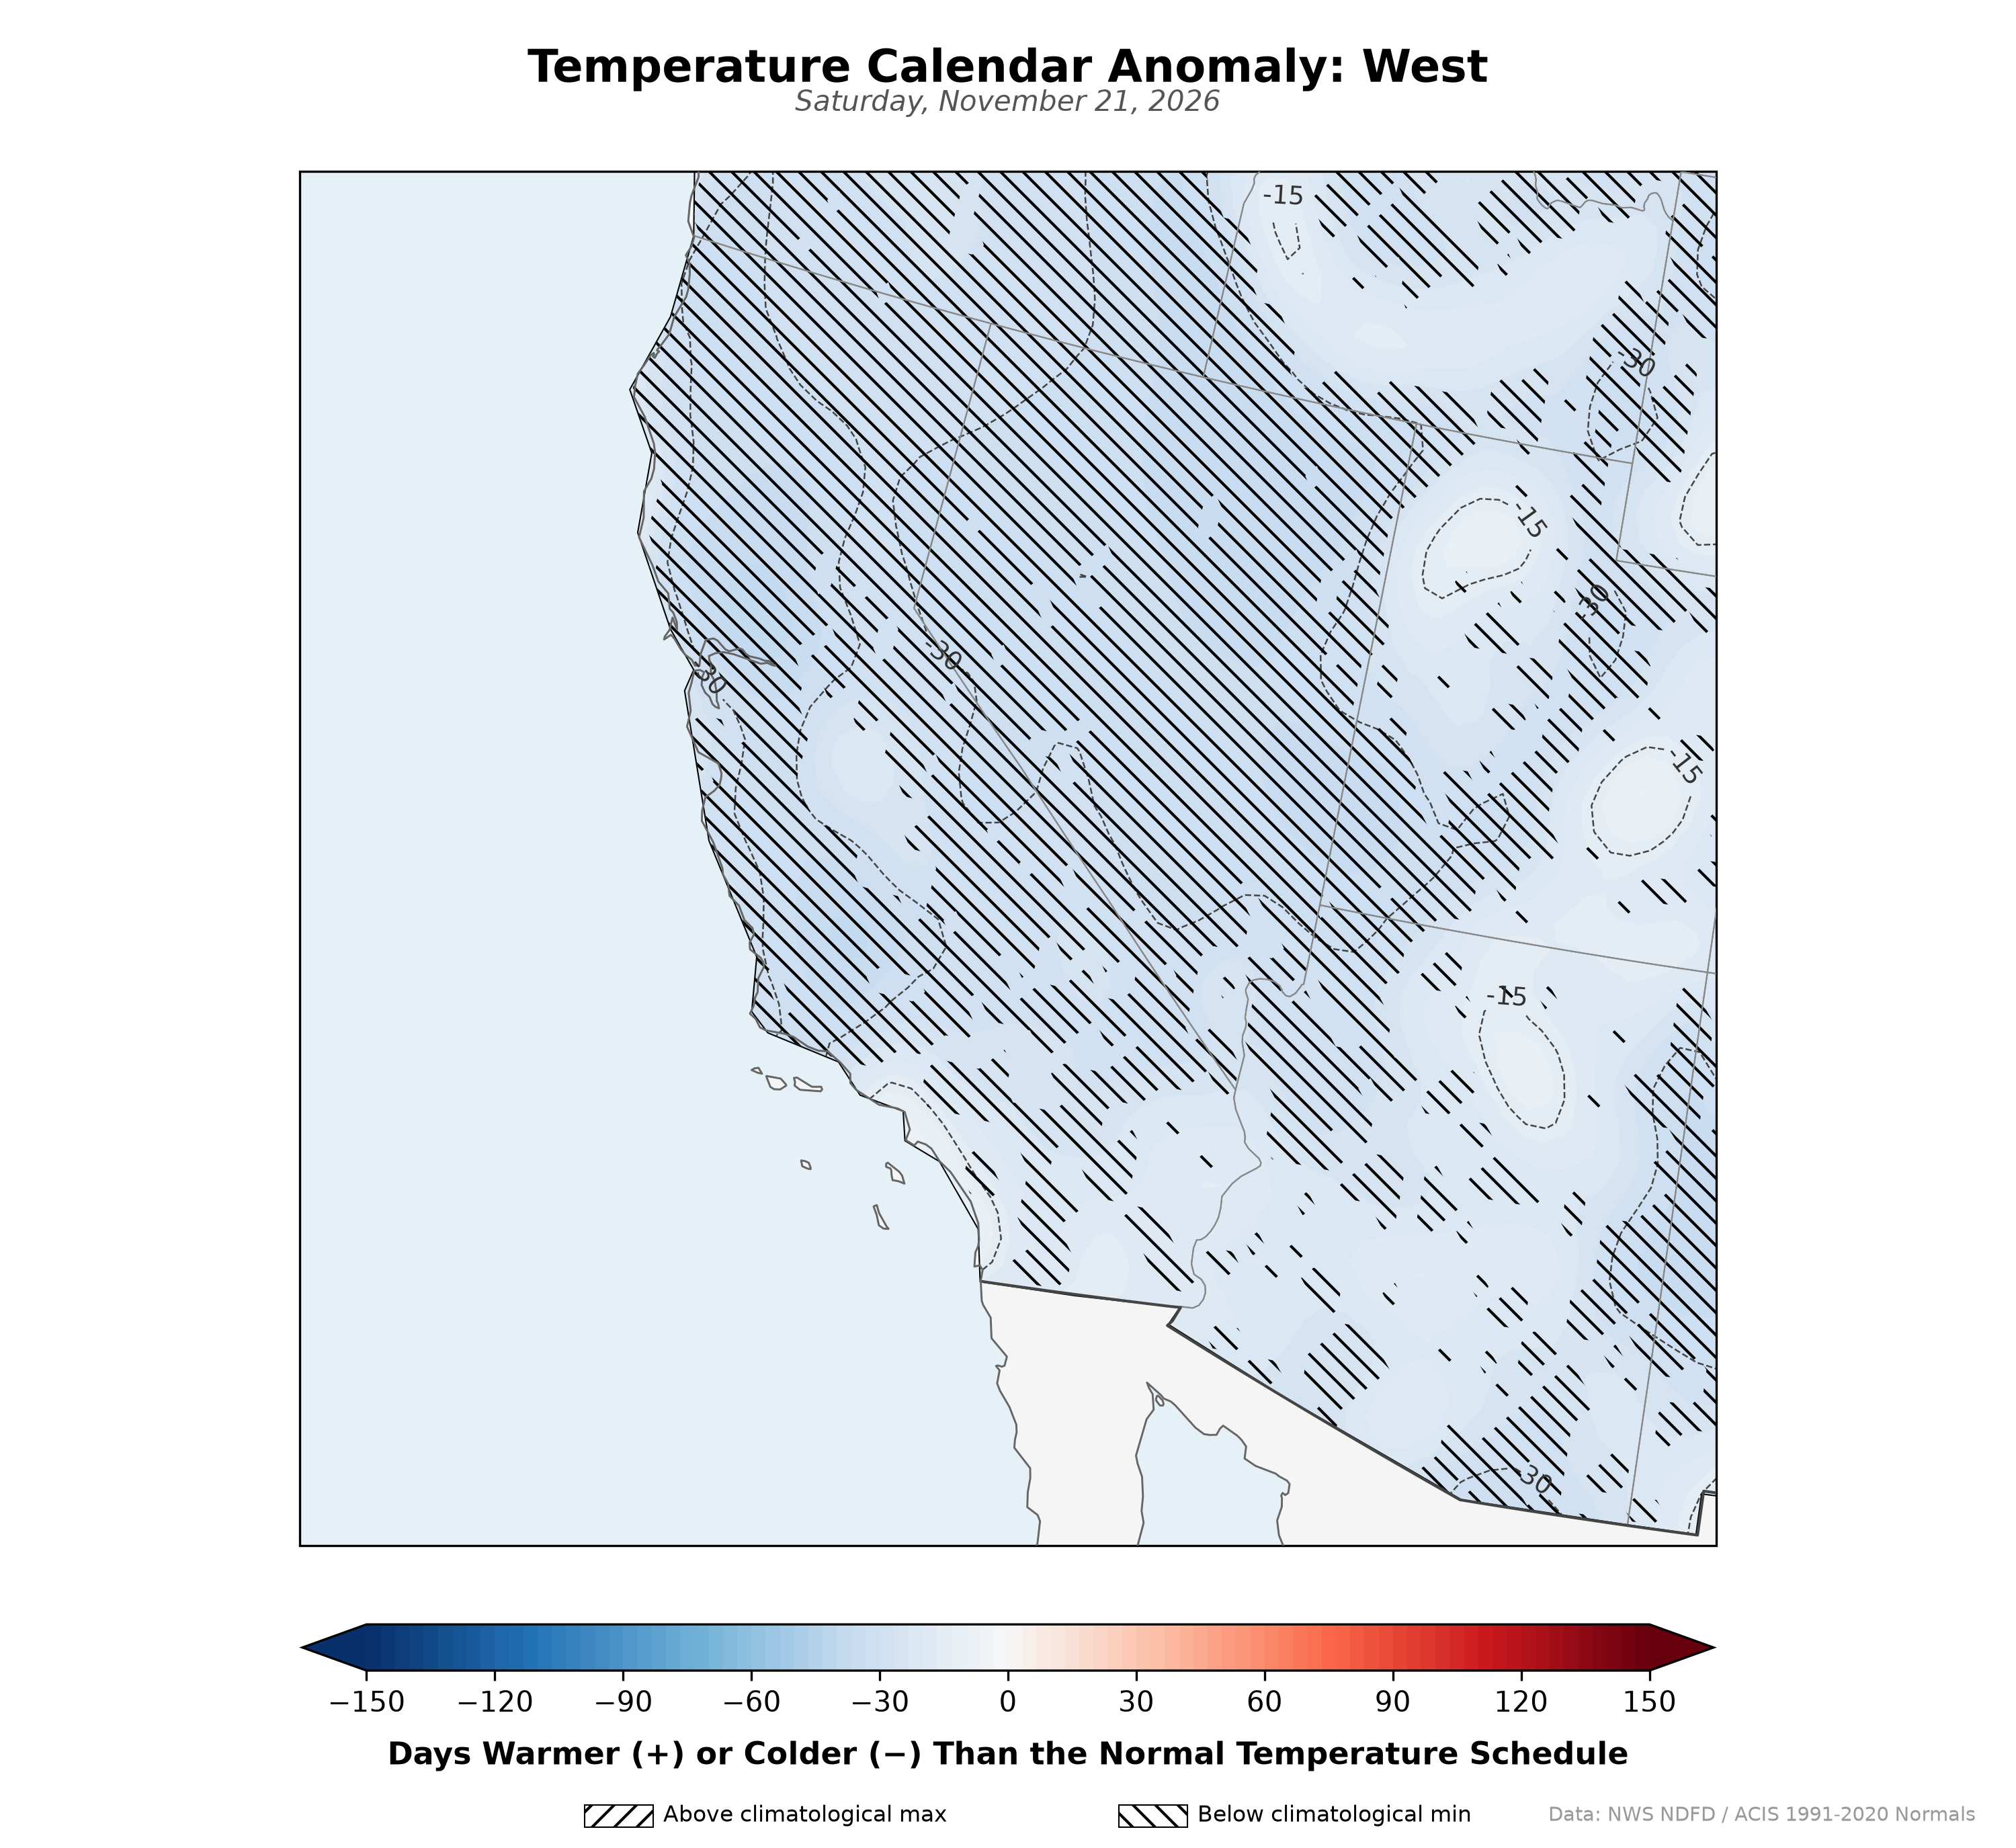 Temperature Calendar Anomaly: West
Saturday, November 21, 2026
-15
-30
-15
-30
-30
-30
-15
-15
-30
−150 −120 −90 −60 −30 0 30 60 90 120 150
Days Warmer (+) or Colder (−) Than the Normal Temperature Schedule
Above climatological max
Below climatological min
Data: NWS NDFD / ACIS 1991-2020 Normals